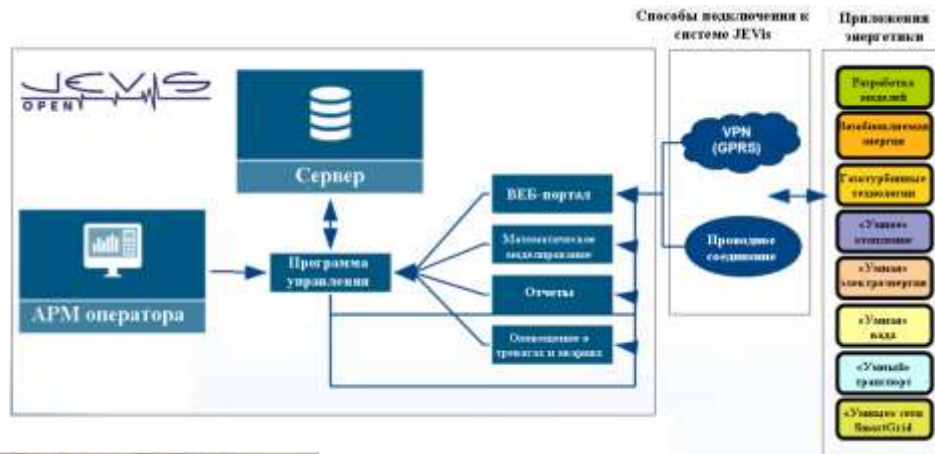 Способы подключения к
системе JEVis
Приложения
энергетики
JEVIS
OPEN
Сервер
АРМ оператора
Программа
управления
ВЕБ-портал
Математическое
моделирование
Отчеты
Оповещение о
тревогах и авариях
VPN
(GPRS)
Проводное
соединение
Разработка
моделей
Возобновляемая
энергия
Газотурбинные
технологии
«Умное»
отопление
«Умная»
электроэнергия
«Умная»
вода
«Умный»
транспорт
«Умные» сети
SmartGrid